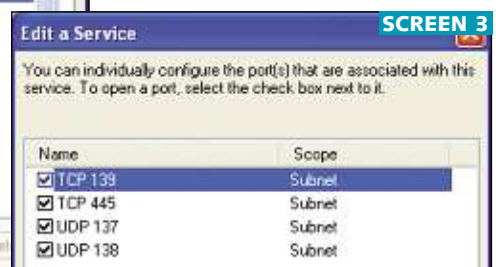 SCREEN 3
Edit a Service
You can individually configure the port(s) that are associated with this
service. To open a port, select the check box next to it.
Name Scope
TCP 139 Subnet
TCP 445 Subnet
UDP 137 Subnet
UDP 138 Subnet